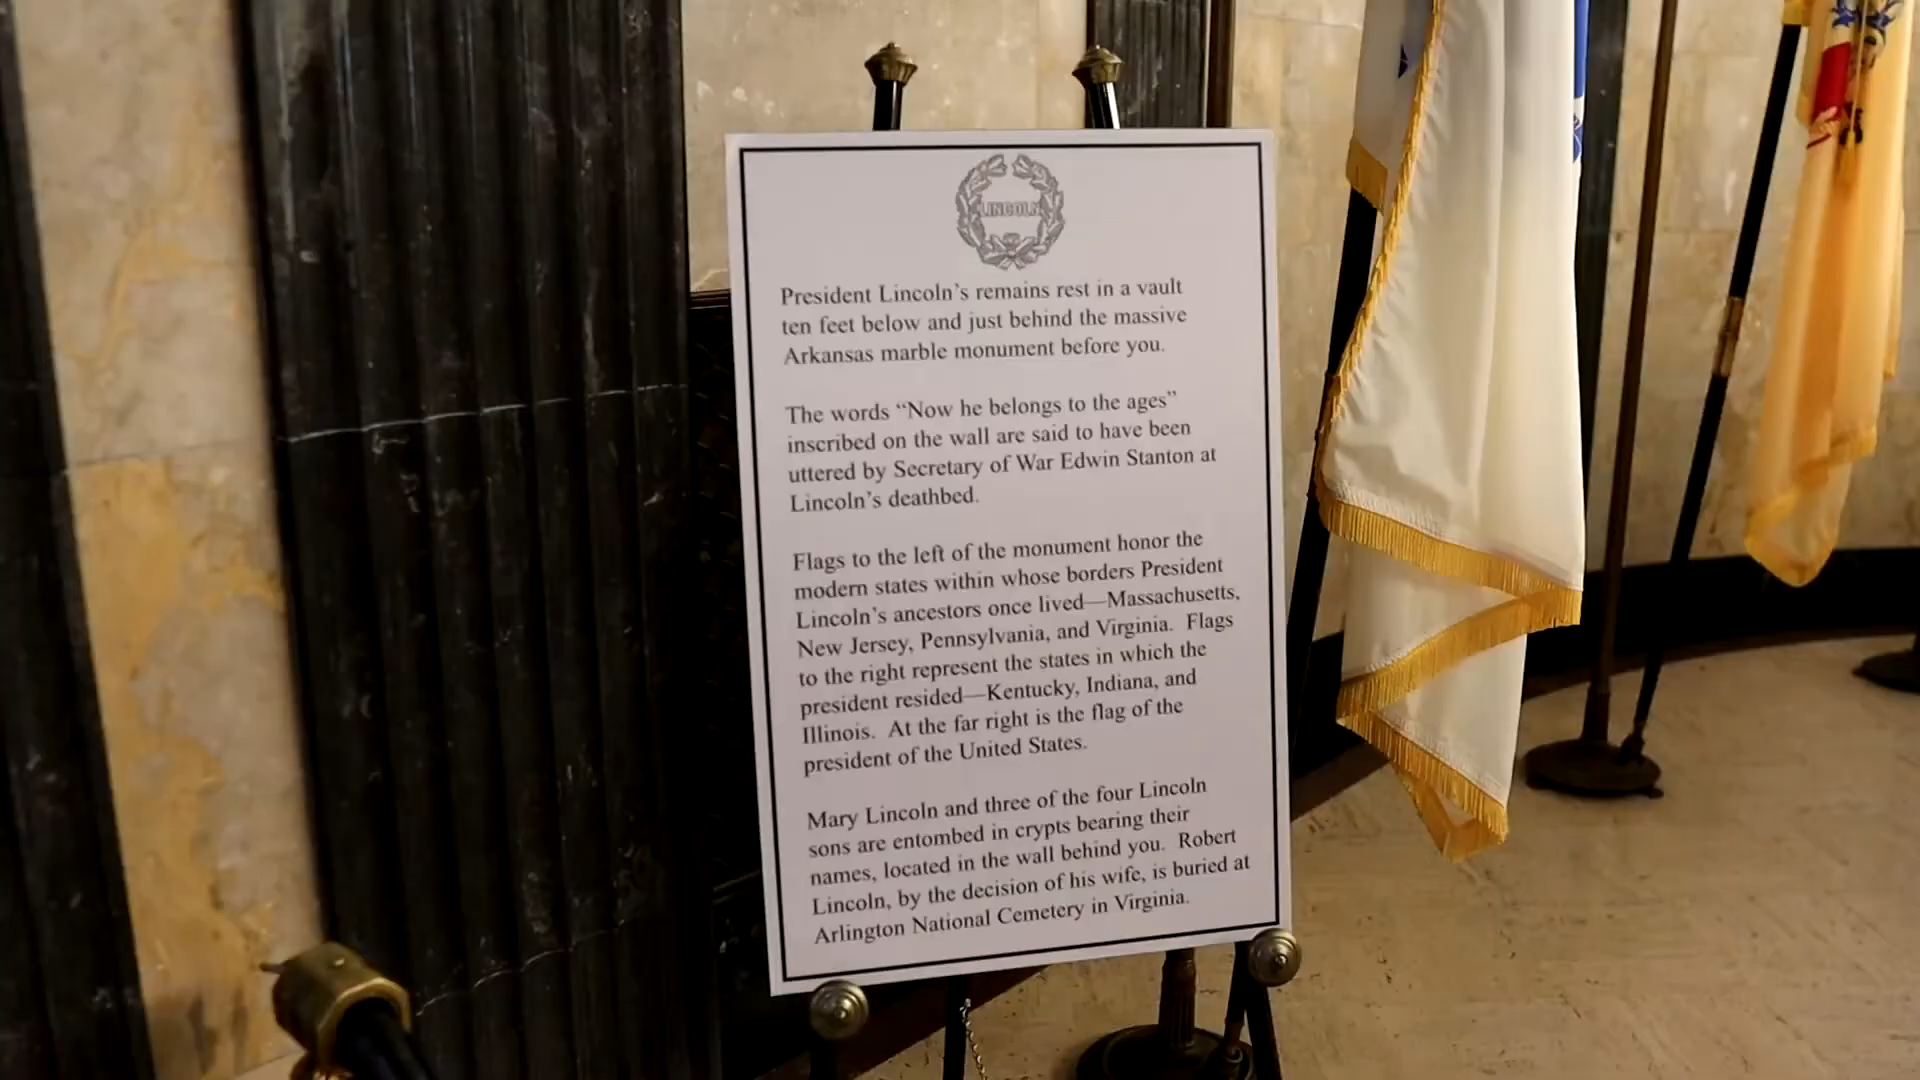 LINCOLN
President Lincoln's remains rest in a vault
ten feet below and just behind the massive
Arkansas marble monument before you.
The words “Now he belongs to the ages”
inscribed on the wall are said to have been
uttered by Secretary of War Edwin Stanton at
Lincoln's deathbed.
Flags to the left of the monument honor the
modern states within whose borders President
Lincoln's ancestors once lived—Massachusetts,
New Jersey, Pennsylvania, and Virginia.  Flags
to the right represent the states in which the
president resided—Kentucky, Indiana, and
Illinois.  At the far right is the flag of the
president of the United States.
Mary Lincoln and three of the four Lincoln
sons are entombed in crypts bearing their
names, located in the wall behind you.  Robert
Lincoln, by the decision of his wife, is buried at
Arlington National Cemetery in Virginia.